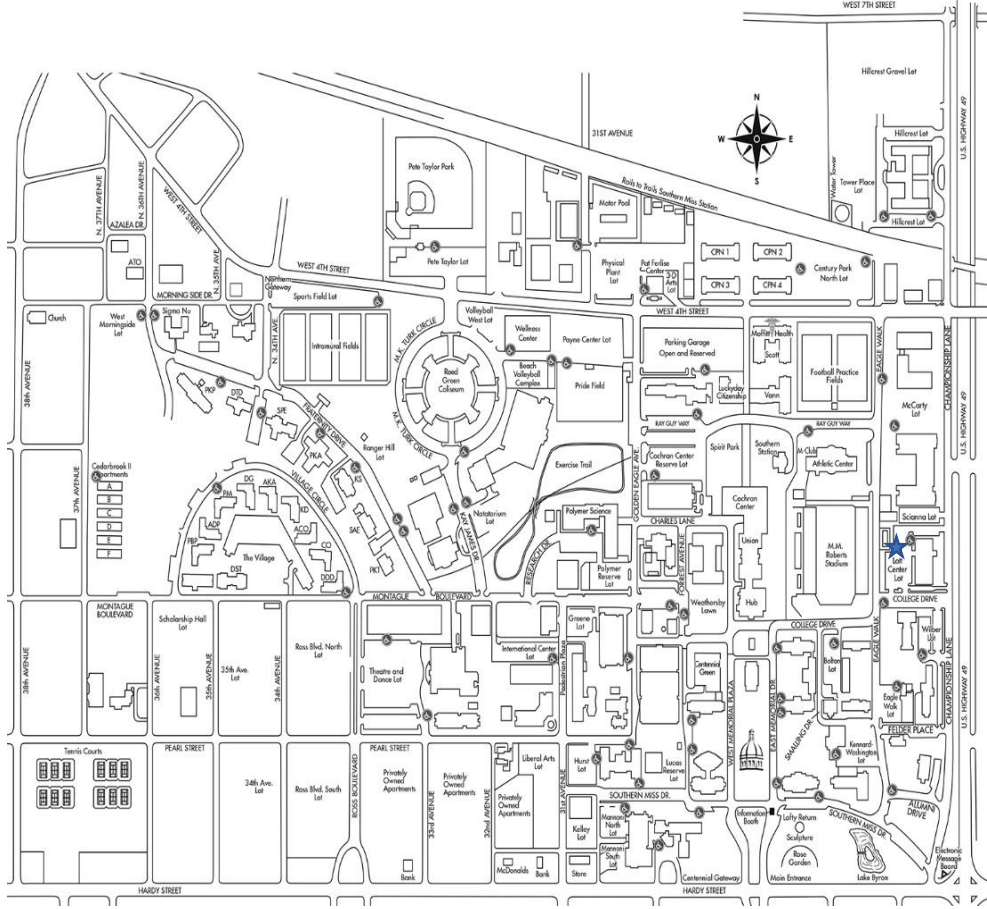 WEST 7TH STREET
Hillcrest Gravel Lot
U.S. HIGHWAY 49
N
W
E
S
31ST AVENUE
Hillcrest Lot
Water Tower
Tower Place
Lot
Hillcrest Lot
Rails to Trails Southern Miss Station
Pete Taylor Park
Motor Pool
N. 37TH AVENUE
N. 36TH AVENUE
AZALEA DR.
WEST 4TH STREET
ATO
N. 35TH AVE.
Pete Taylor Lot
Physical
Plant
Lot
Pat Ferlise
Center
3-D
Arts
Lot
CPN 1
CPN 2
CPN 3
CPN 4
Century Park
North Lot
WEST 4TH STREET
Northern
Gateway
MORNING SIDE DR.
Sports Field Lot
Church
West
Morningside
Lot
Sigma Nu
N. 34TH AVE.
Intramural Fields
M.K. TURK CIRCLE
Volleyball
West Lot
Wellness
Center
Payne Center Lot
WEST 4TH STREET
Parking Garage
Open and Reserved
Moffitt Health
Scott
Football Practice
Fields
EAGLE WALK
CHAMPIONSHIP LANE
Reed
Green
Coliseum
Beach
Volleyball
Complex
Pride Field
Luckyday
Citizenship
Vann
McCarty
Lot
38TH AVENUE
PKP
DTD
SPE
FRATERNITY DRIVE
M.K. TURK CIRCLE
RAY GUY WAY
RAY GUY WAY
U.S. HIGHWAY 49
PKA
Ranger Hill
Lot
Exercise Trail
GOLDEN EAGLE AVE.
Cochran Center
Reserve Lot
Spirit Park
Southern
Station
M-Club
Athletic Center
Cedarbrook II
Apartments
A
B
C
D
E
F
37TH AVENUE
VILLAGE CIRCLE
KS
PM
DG
AKA
KD
ADP
ACO
SAE
PBP
The Village
CO
DST
DDD
PKT
KAY JAMES DR.
Natatorium
Lot
Polymer Science
RESEARCH DR.
Polymer
Reserve
Lot
CHARLES LANE
Cochran
Center
Union
FORREST AVENUE
Hub
M.M.
Roberts
Stadium
Scianna Lot
Loft
Center
Lot
COLLEGE DRIVE
MONTAGUE
BOULEVARD
MONTAGUE
BOULEVARD
Scholarship Hall
Lot
Ross Blvd. North
Lot
Greene
Lot
Weathersby
Lawn
COLLEGE DRIVE
EAGLE WALK
Wilber
Lot
38TH AVENUE
36TH AVENUE
35TH AVENUE
35th Ave.
Lot
34TH AVENUE
Theatre and
Dance Lot
International Center
Lot
Pedestrian Plaza
Centennial
Green
WEST MEMORIAL PLAZA
EAST MEMORIAL DR.
Bolton
Lot
Eagle
Walk
Lot
CHAMPIONSHIP LANE
U.S. HIGHWAY 49
SMALLING DR.
FELDER PLACE
Tennis Courts
PEARL STREET
PEARL STREET
Liberal Arts
Lot
Hurst
Lot
Lucas
Reserve
Lot
Kennard-
Washington
Lot
34th Ave.
Lot
Ross Blvd. South
Lot
ROSS BOULEVARD
Privately
Owned
Apartments
33RD AVENUE
Privately
Owned
Apartments
32ND AVENUE
Privately
Owned
Apartments
31st AVENUE
SOUTHERN MISS DR.
Kelley
Lot
Mannoni
North
Lot
Mannoni
South
Lot
Information
Booth
Lofty Return
Sculpture
Rose
Garden
SOUTHERN MISS DR.
Lake Byron
ALUMNI
DRIVE
Electronic
Message
Board
Bank
McDonalds
Bank
Store
Centennial Gateway
Main Entrance
HARDY STREET
HARDY STREET